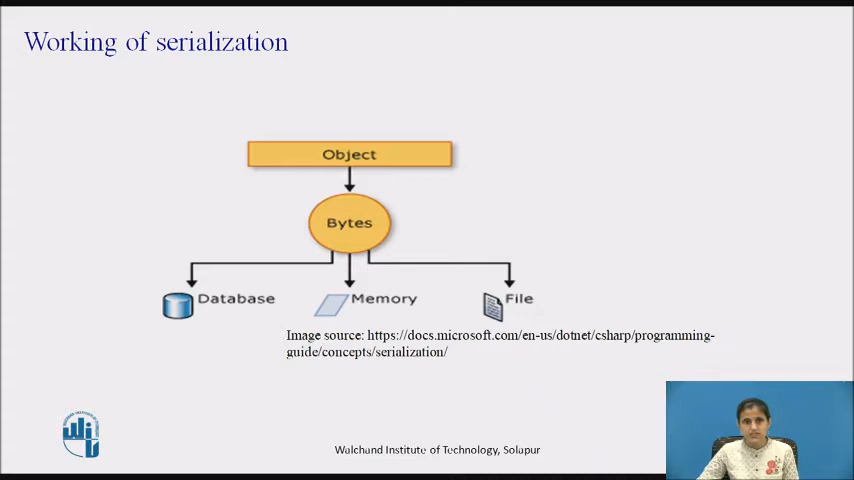 Working of serialization
Object
Bytes
Database
Memory
File
Image source: https://docs.microsoft.com/en-us/dotnet/csharp/programming-
guide/concepts/serialization/
Walchand Institute of Technology, Solapur